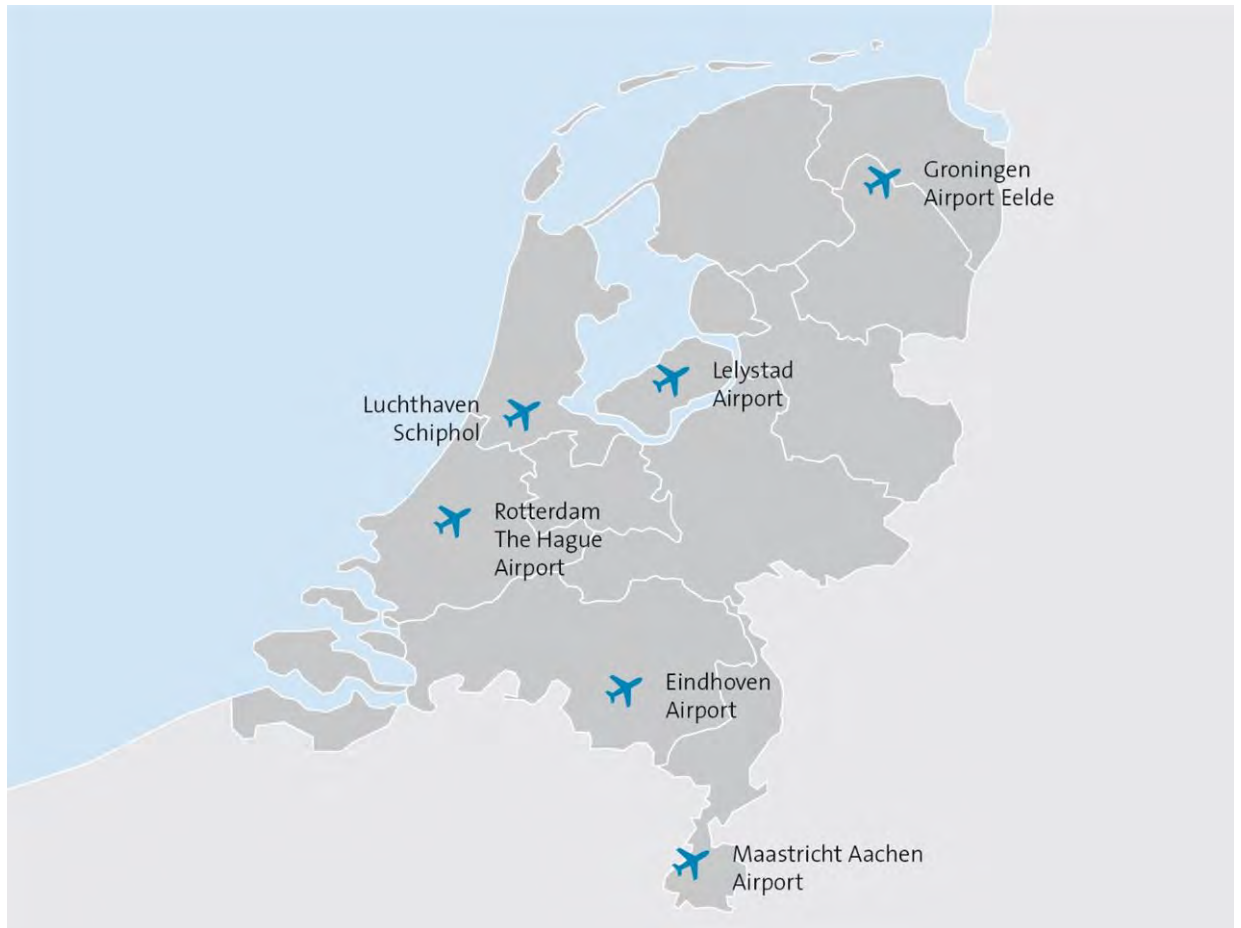 Groningen
Airport Eelde
Lelystad
Airport
Luchthaven
Schiphol
Rotterdam
The Hague
Airport
Eindhoven
Airport
Maastricht Aachen
Airport